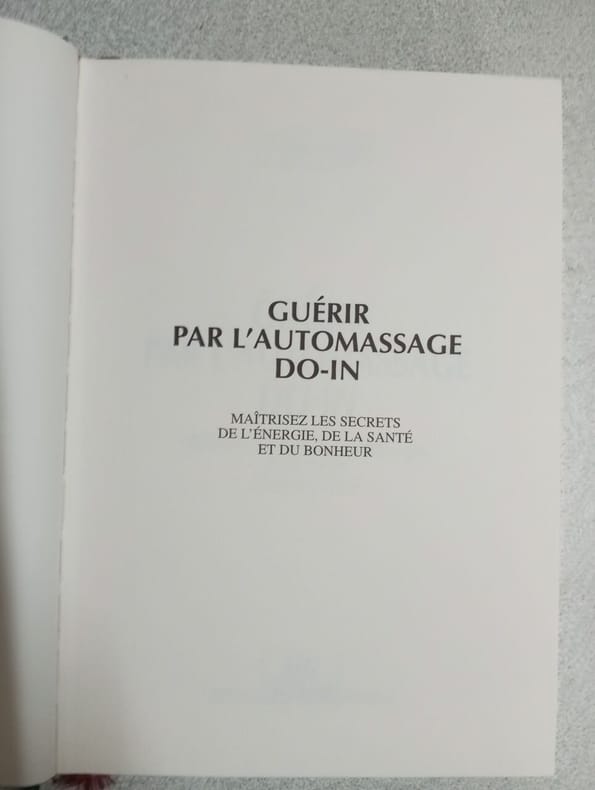 GUÉRIR
PAR L'AUTOMASSAGE
DO-IN
MAÎTRISEZ LES SECRETS
DE L'ÉNERGIE, DE LA SANTÉ
ET DU BONHEUR